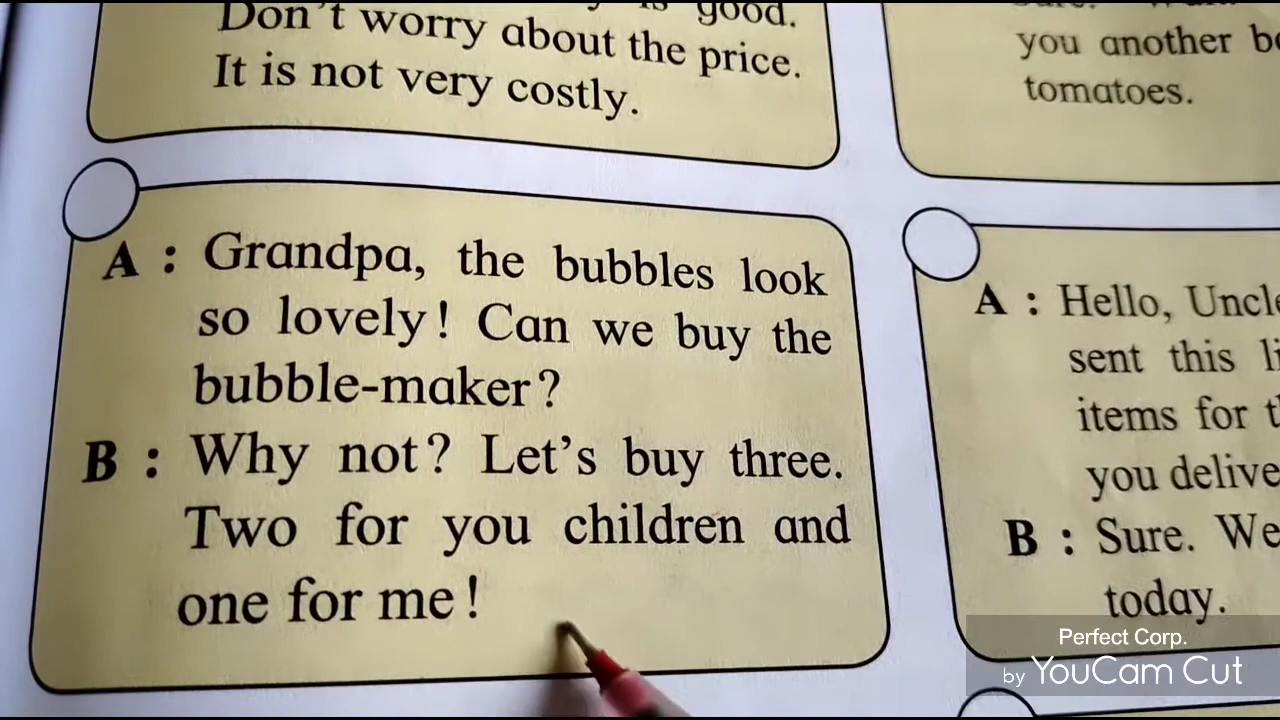 good.
Don't worry about the price.
It is not very costly.
you another
tomatoes.
A : Grandpa, the bubbles look
so lovely! Can we buy the
bubble-maker?
B : Why not? Let's buy three.
Two for you children and
one for me!
A : Hello, Uncle
sent this
items for
you
B : Sure. We
today.
Perfect Corp.
by YouCam Cut